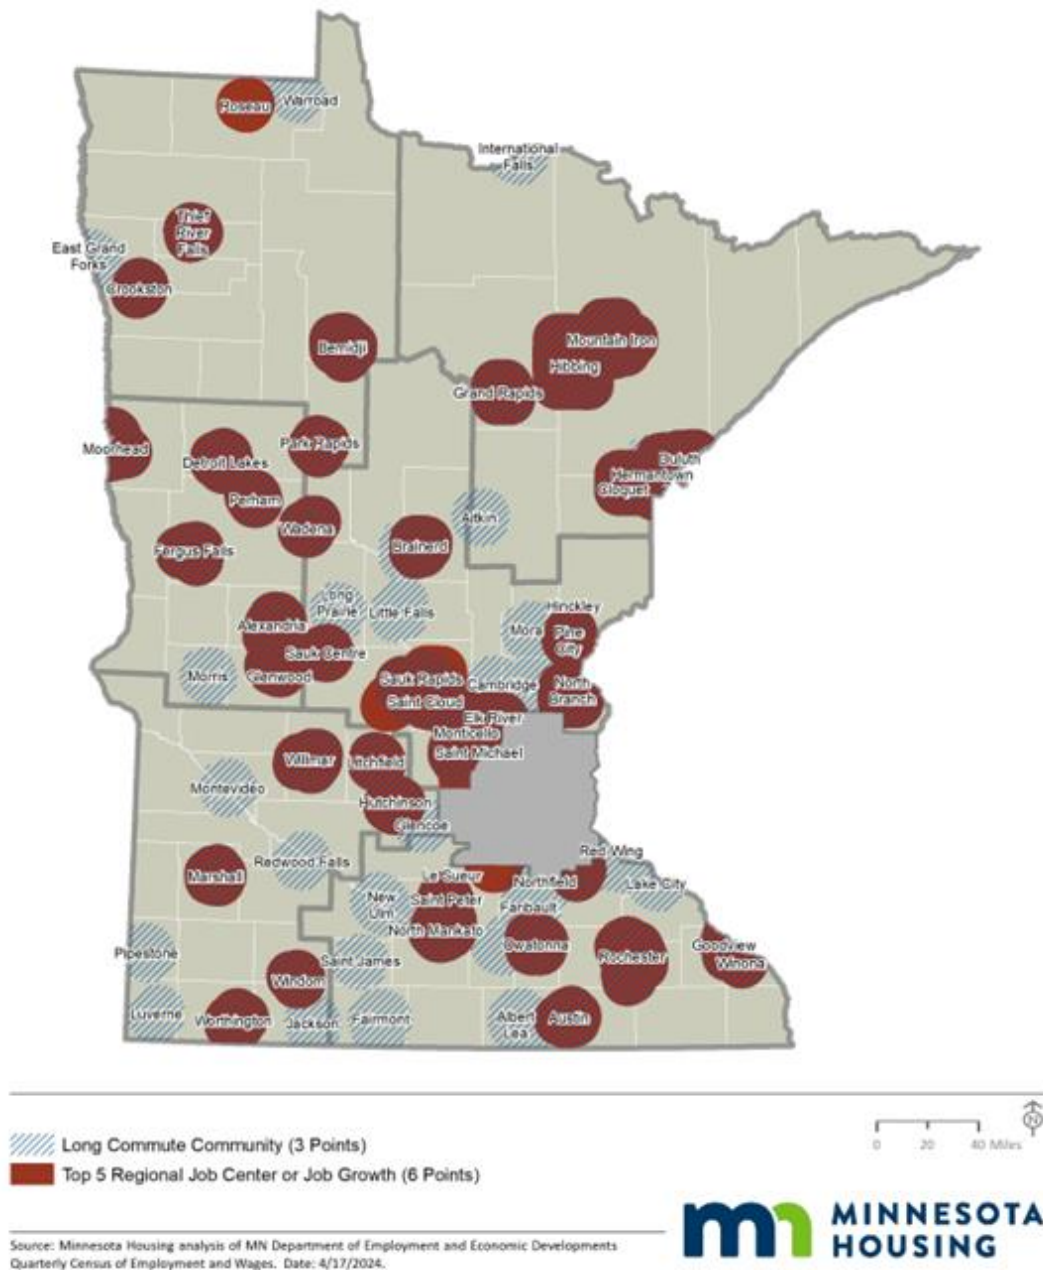 Roseau
Warroad
International
Falls
Thief
River
Falls
East Grand
Forks
Crookston
Bemidji
Mountain Iron
Hibbing
Grand Rapids
Moorhead
Park Rapids
Detroit Lakes
Duluth
Hermantown
Cloquet
Perham
Aitkin
Wadena
Brainerd
Fergus Falls
Long
Prairie
Little Falls
Hinckley
Mora
Pine
City
Alexandria
Sauk Centre
Morris
Glenwood
Sauk Rapids
Cambridge
North
Branch
Saint Cloud
Elk River
Monticello
Saint Michael
Willmar
Litchfield
Montevideo
Hutchinson
Glencoe
Red Wing
Redwood Falls
Marshall
Le Sueur
Northfield
Lake City
New
Ulm
Saint Peter
Faribault
North Mankato
Owatonna
Rochester
Goodview
Winona
Pipestone
Saint James
Windom
Luverne
Worthington
Jackson
Fairmont
Albert
Lea
Austin
Long Commute Community (3 Points)
Top 5 Regional Job Center or Job Growth (6 Points)
N
0 20 40 Miles
Source: Minnesota Housing analysis of MN Department of Employment and Economic Developments
Quarterly Census of Employment and Wages. Date: 4/17/2024.
MINNESOTA
HOUSING